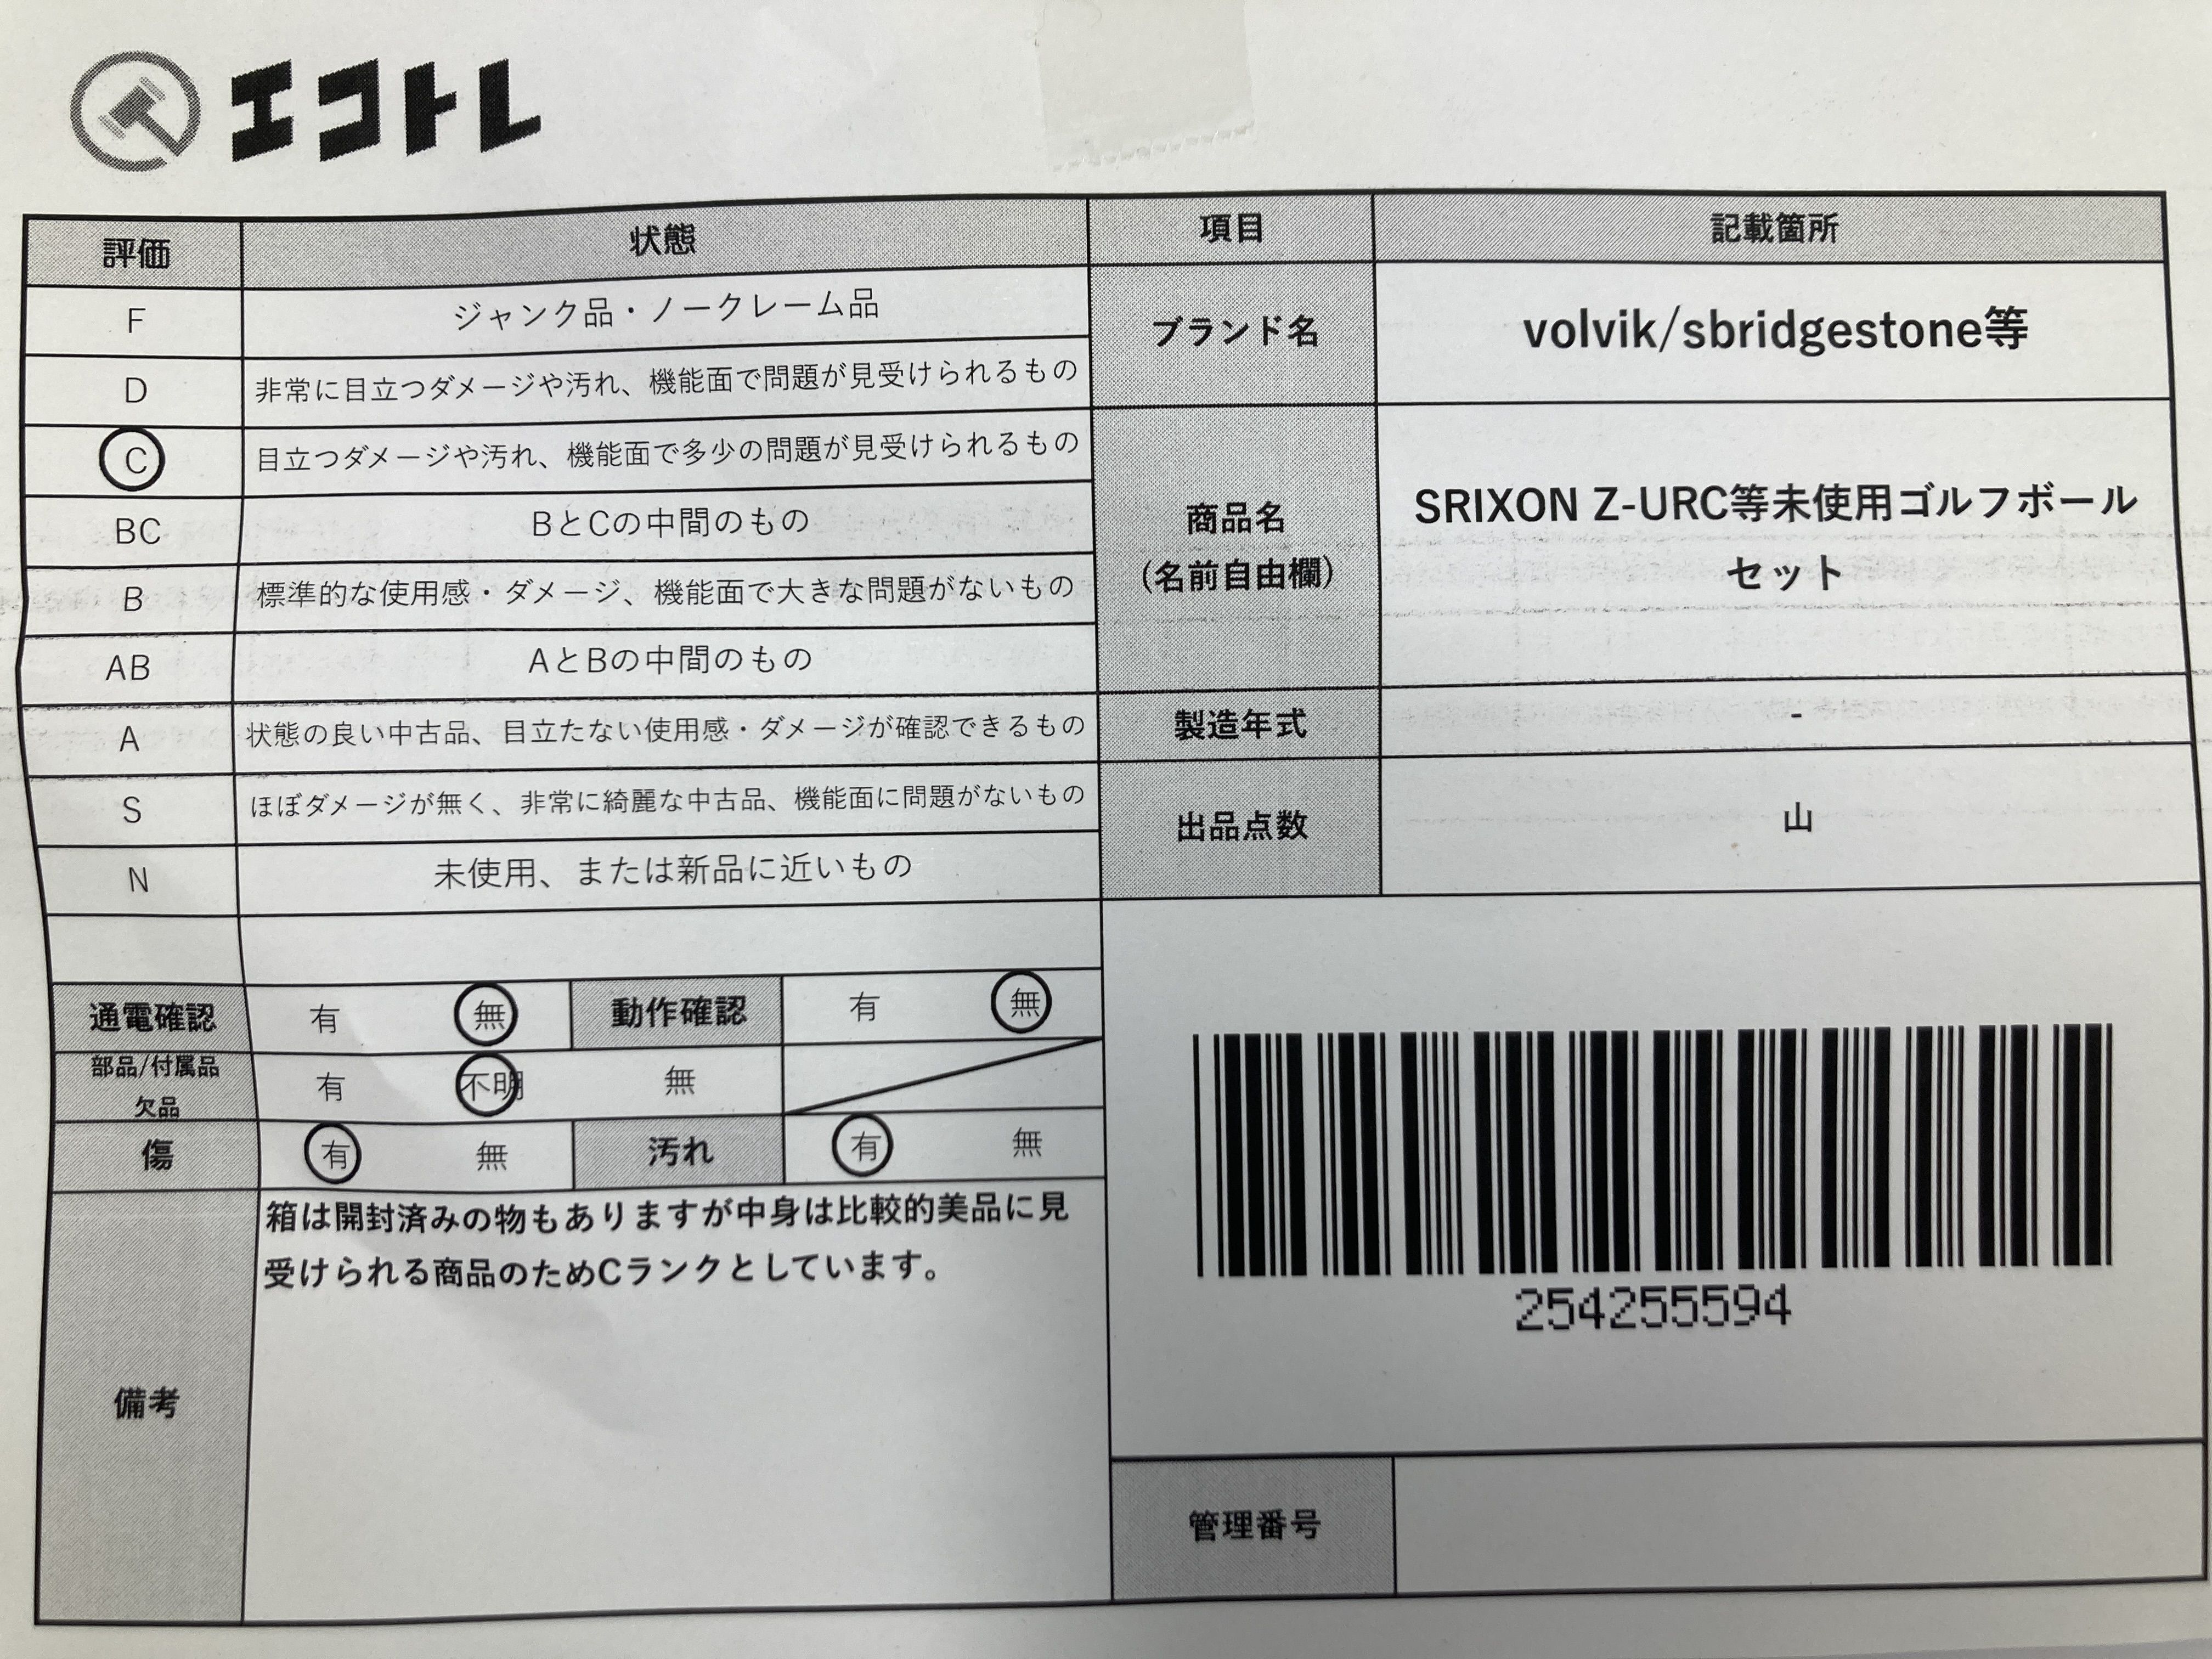 エコトレ
評価 状態
F ジャンク品・ノークレーム品
D 非常に目立つダメージや汚れ、機能面で問題が見受けられるもの
C 目立つダメージや汚れ、機能面で多少の問題が見受けられるもの
BC BとCの中間のもの
B 標準的な使用感・ダメージ、機能面で大きな問題がないもの
AB AとBの中間のもの
A 状態の良い中古品、目立たない使用感・ダメージが確認できるもの
S ほぼダメージが無く、非常に綺麗な中古品、機能面に問題がないもの
N 未使用、または新品に近いもの
通電確認 有 無 動作確認 有 無
部品/付属品
欠品
有 不明 無
傷 有 無 汚れ 有 無
備考
箱は開封済みの物もありますが中身は比較的美品に見
受けられる商品のためCランクとしています。
項目 記載箇所
ブランド名 volvik/sbridgestone等
商品名
(名前自由欄)
SRIXON Z-URC等未使用ゴルフボール
セット
製造年式 -
出品点数 山
254255594
管理番号